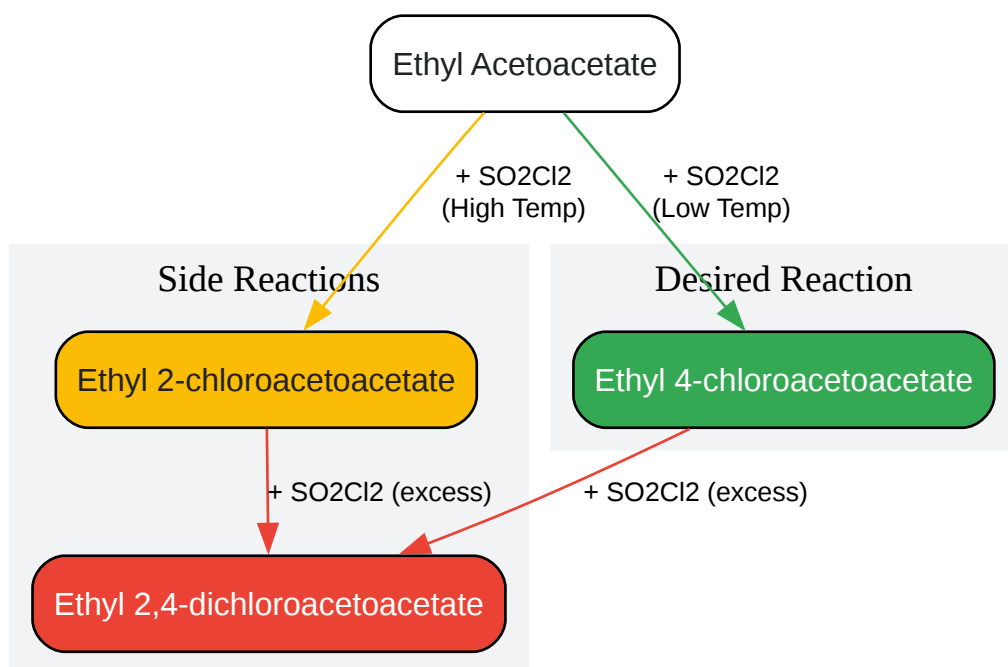 Ethyl Acetoacetate
+ SO2Cl2
(High Temp)
+ SO2Cl2
(Low Temp)
Side Reactions
Desired Reaction
Ethyl 2-chloroacetoacetate
Ethyl 4-chloroacetoacetate
+ SO2Cl2 (excess)
+ SO2Cl2 (excess)
Ethyl 2,4-dichloroacetoacetate